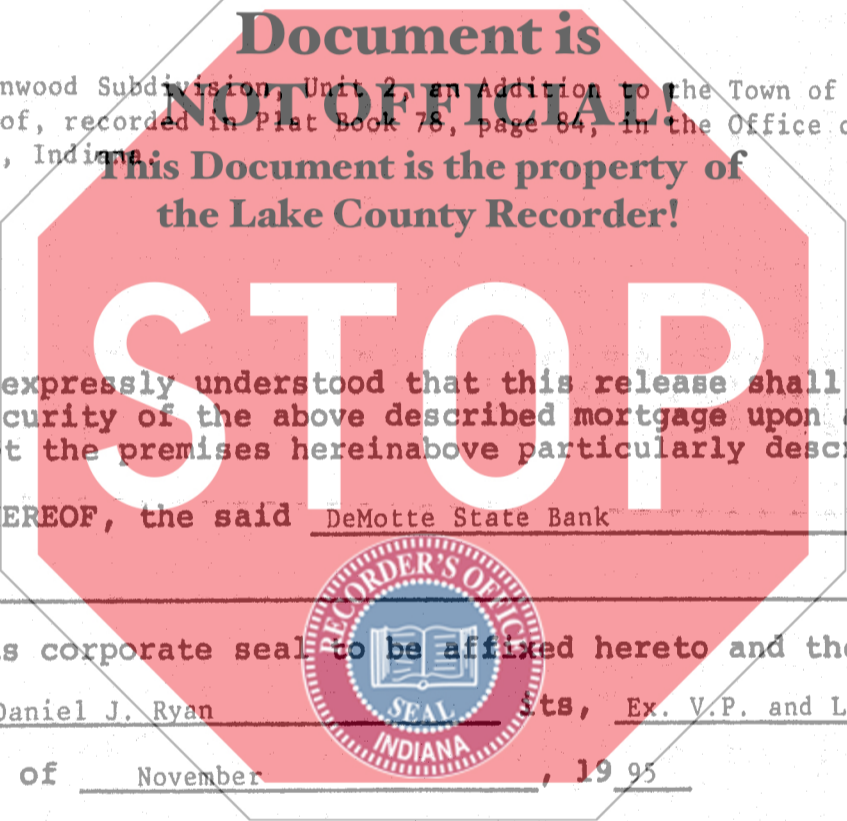 Document is
nwood Subdivision, Unit 2, an Addition to the Town of
NOT OFFICIAL!
of, recorded in Plat Book 78, page 84, in the Office
, Indiana.
This Document is the property of
the Lake County Recorder!
STOP
expressly understood that this release shall
curity of the above described mortgage upon
t the premises hereinabove particularly desc
EREOF, the said DeMotte State Bank
RECORDER'S OFFICE
s corporate seal to be affixed hereto and the
SEAL
Daniel J. Ryan its, Ex. V.P. and L
INDIANA
of November, 19 95